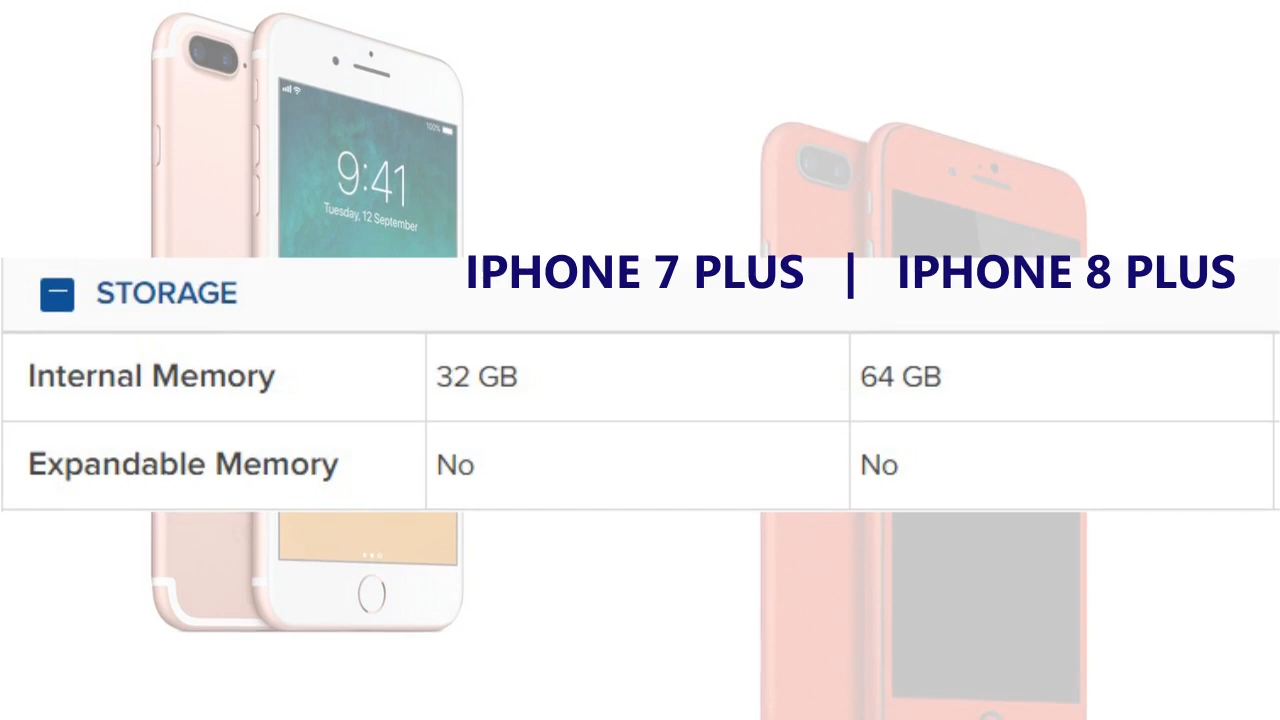 100%
9:41
Tuesday, 12 September
IPHONE 7 PLUS | IPHONE 8 PLUS
STORAGE
Internal Memory 32 GB 64 GB
Expandable Memory No No